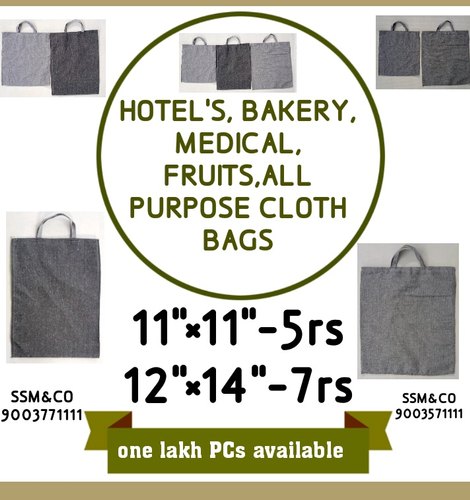 HOTEL'S, BAKERY,
MEDICAL,
FRUITS,ALL
PURPOSE CLOTH
BAGS
11"×11"-5rs
12"×14"-7rs
SSM&CO
9003771111
SSM&CO
9003571111
one lakh PCs available